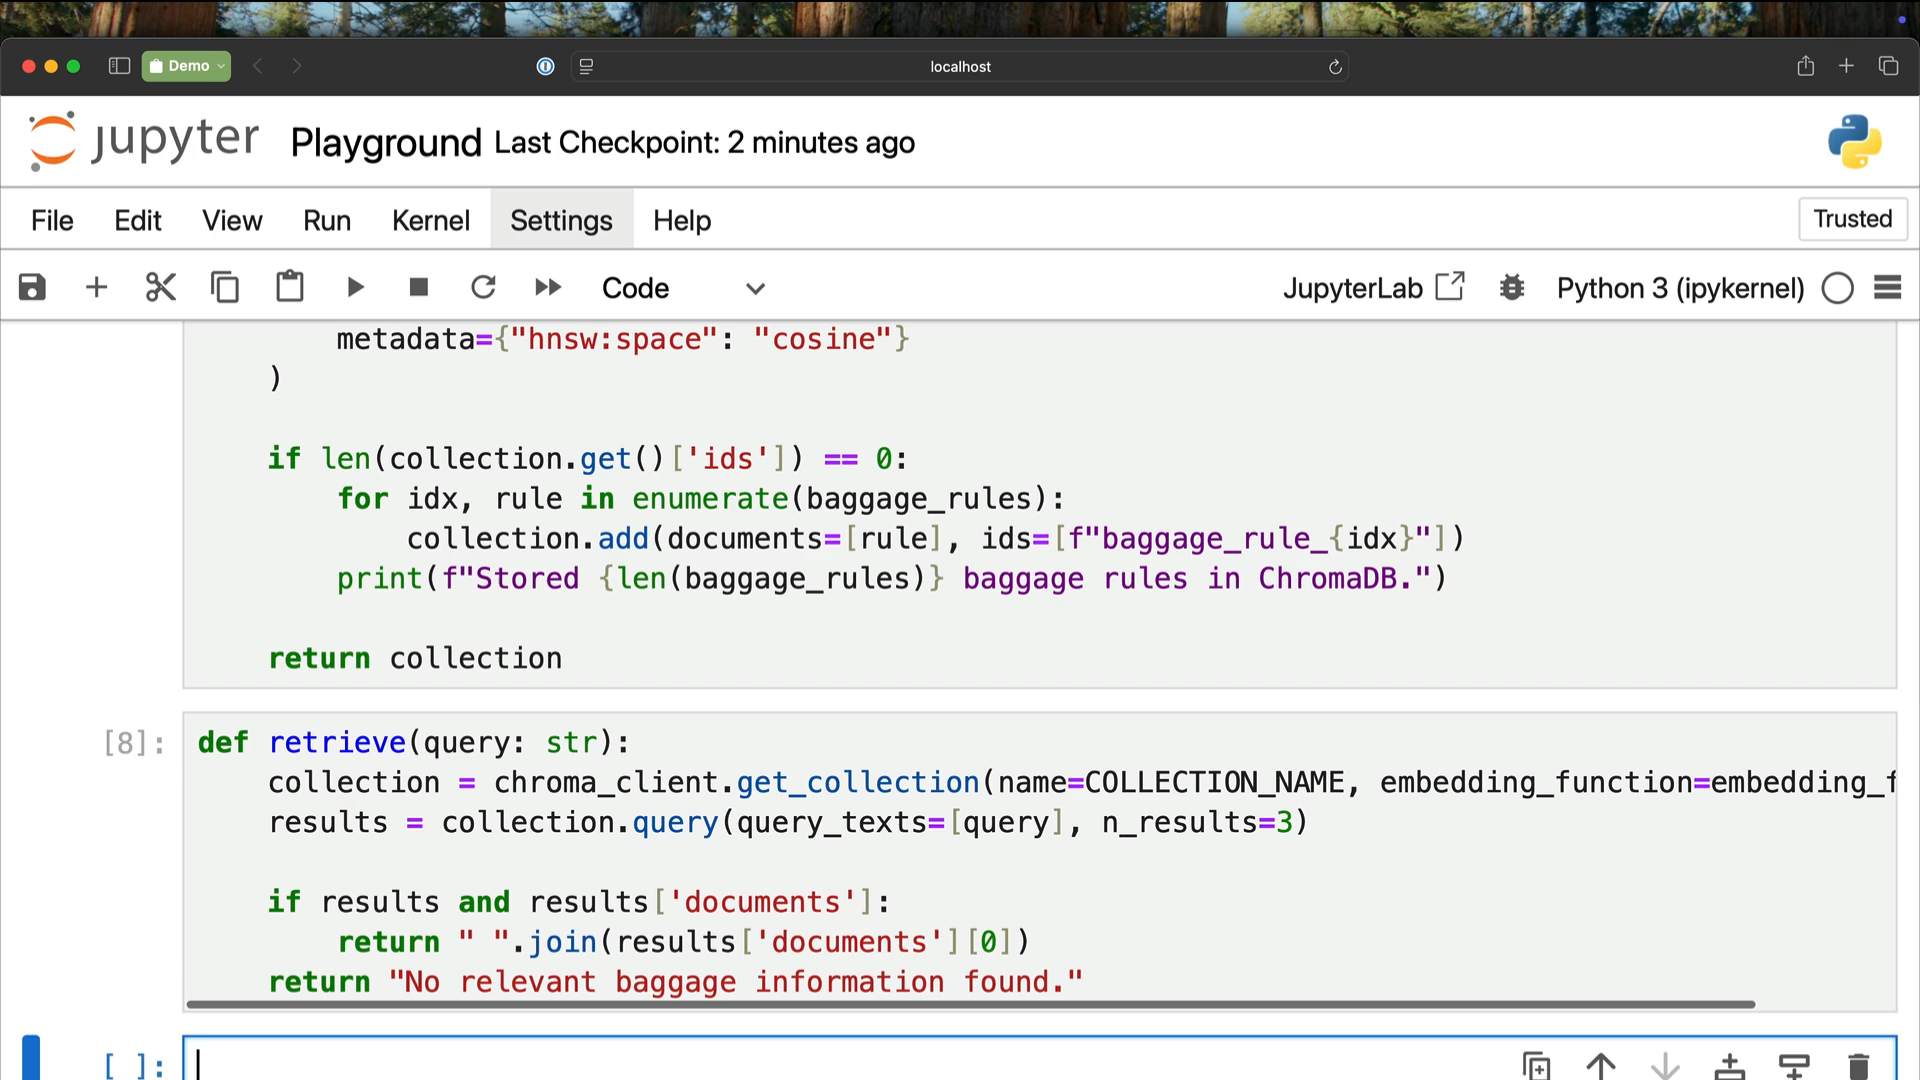 Demo
localhost
jupyter Playground Last Checkpoint: 2 minutes ago
File Edit View Run Kernel Settings Help Trusted
Code JupyterLab Python 3 (ipykernel)
metadata={"hnsw:space": "cosine"}
)
if len(collection.get()['ids']) == 0:
for idx, rule in enumerate(baggage_rules):
collection.add(documents=[rule], ids=[f"baggage_rule_{idx}"])
print(f"Stored {len(baggage_rules)} baggage rules in ChromaDB.")
return collection
[8]: def retrieve(query: str):
collection = chroma_client.get_collection(name=COLLECTION_NAME, embedding_function=embedding_f
results = collection.query(query_texts=[query], n_results=3)
if results and results['documents']:
return " ".join(results['documents'][0])
return "No relevant baggage information found."
[ ]: